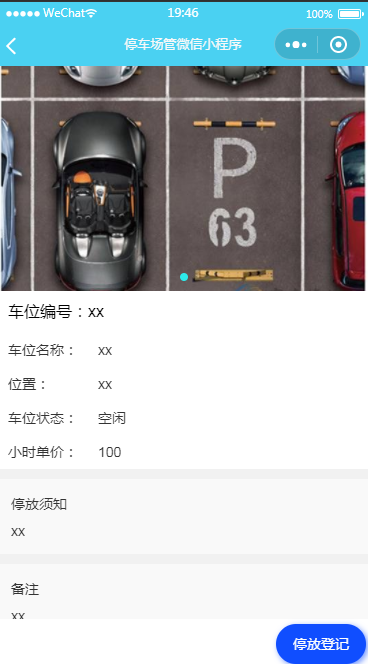 WeChat 19:46 100%
停车场管微信小程序
P
63
车位编号：xx
车位名称： xx
位置： xx
车位状态： 空闲
小时单价： 100
停放须知
xx
备注
xx
停放登记